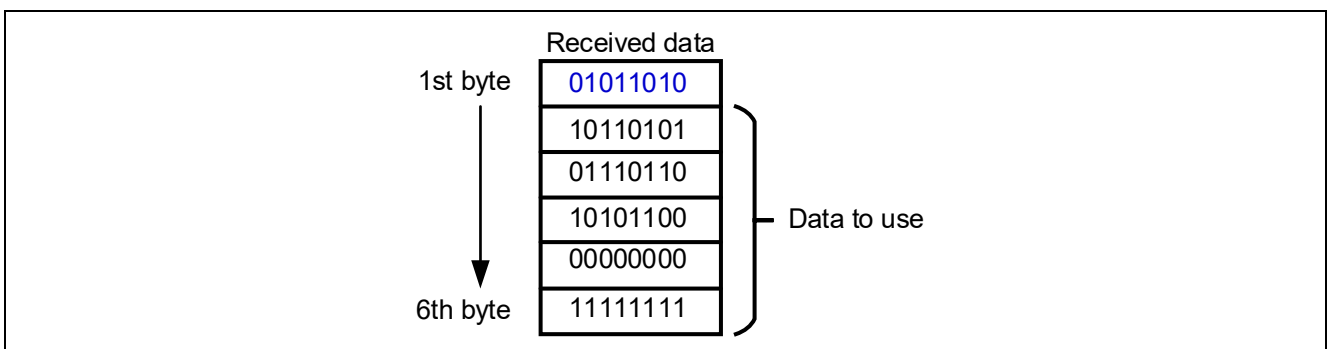 Received data
1st byte 01011010
10110101
01110110
10101100
Data to use
00000000
6th byte 11111111